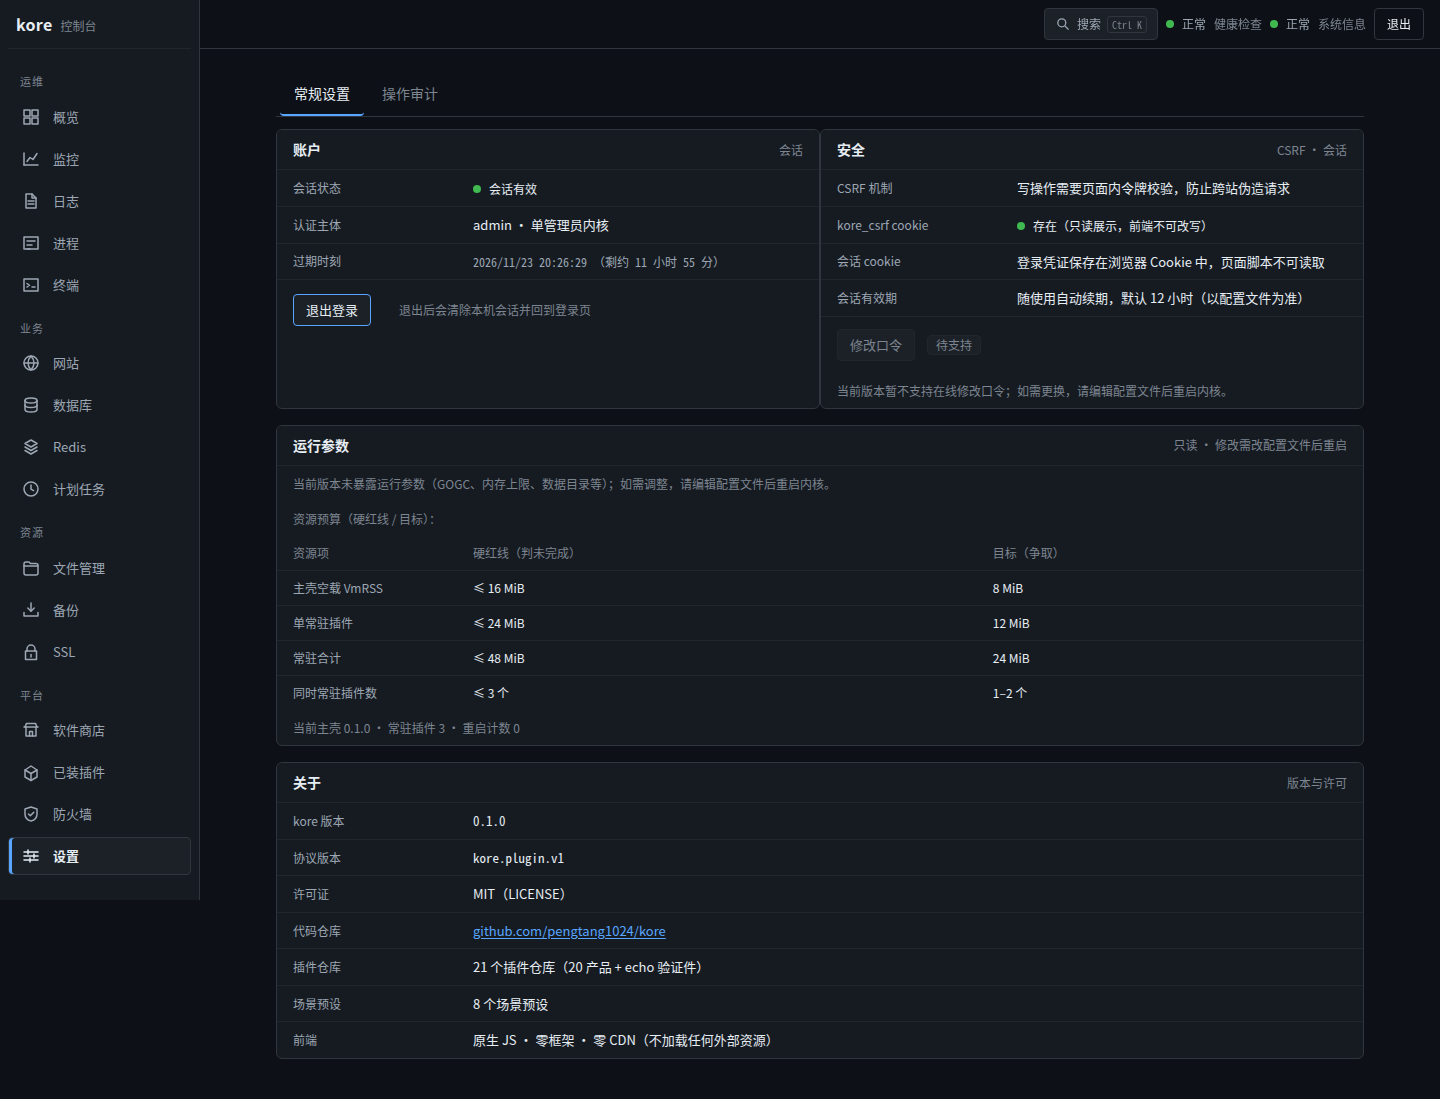 kore 控制台
搜索 Ctrl K 正常 健康检查 正常 系统信息 退出
运维
概览
监控
日志
进程
终端
业务
网站
数据库
Redis
计划任务
资源
文件管理
备份
SSL
平台
软件商店
已装插件
防火墙
设置
常规设置 操作审计
账户 会话
会话状态 会话有效
认证主体 admin · 单管理员内核
过期时刻 2026/11/23 20:26:29 （剩约 11 小时 55 分）
退出登录 退出后会清除本机会话并回到登录页
安全 CSRF · 会话
CSRF 机制 写操作需要页面内令牌校验，防止跨站伪造请求
kore_csrf cookie 存在（只读展示，前端不可改写）
会话 cookie 登录凭证保存在浏览器 Cookie 中，页面脚本不可读取
会话有效期 随使用自动续期，默认 12 小时（以配置文件为准）
修改口令 待支持
当前版本暂不支持在线修改口令；如需更换，请编辑配置文件后重启内核。
运行参数 只读 · 修改需改配置文件后重启
当前版本未暴露运行参数（GOGC、内存上限、数据目录等）；如需调整，请编辑配置文件后重启内核。
资源预算（硬红线 / 目标）：
资源项 硬红线（判未完成） 目标（争取）
主壳空载 VmRSS ≤ 16 MiB 8 MiB
单常驻插件 ≤ 24 MiB 12 MiB
常驻合计 ≤ 48 MiB 24 MiB
同时常驻插件数 ≤ 3 个 1–2 个
当前主壳 0.1.0 · 常驻插件 3 · 重启计数 0
关于 版本与许可
kore 版本 0.1.0
协议版本 kore.plugin.v1
许可证 MIT（LICENSE）
代码仓库 github.com/pengtang1024/kore
插件仓库 21 个插件仓库（20 产品 + echo 验证件）
场景预设 8 个场景预设
前端 原生 JS · 零框架 · 零 CDN（不加载任何外部资源）